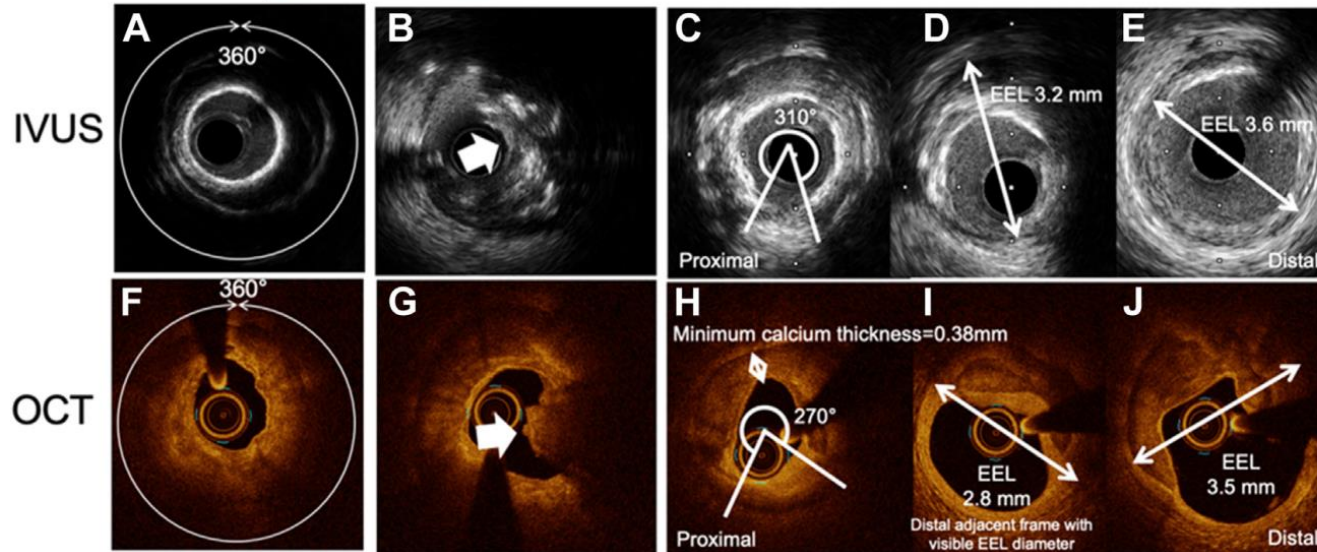 IVUS
A
360°
B
C
310°
Proximal
D
EEL 3.2 mm
E
EEL 3.6 mm
Distal
OCT
F
360°
G
H
Minimum calcium thickness=0.38mm
270°
Proximal
I
EEL
2.8 mm
Distal adjacent frame with
visible EEL diameter
J
EEL
3.5 mm
Distal